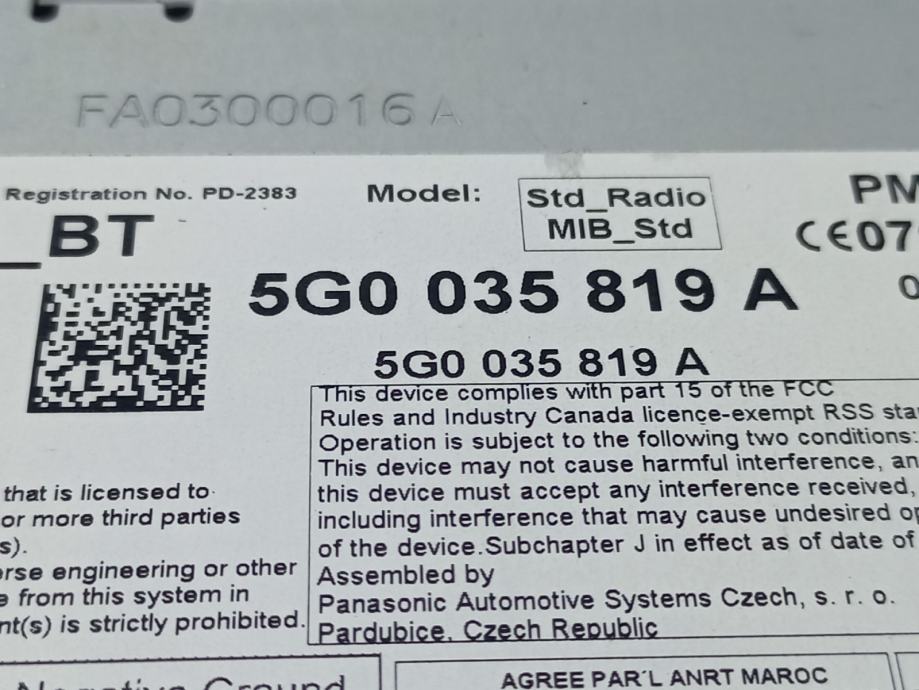 FA0300016A
Registration No. PD-2383 Model: Std_Radio PM
_BT MIB_Std CE07
5G0 035 819 A 0
5G0 035 819 A
This device complies with part 15 of the FCC
Rules and Industry Canada licence-exempt RSS sta
Operation is subject to the following two conditions:
This device may not cause harmful interference, an
this device must accept any interference received,
including interference that may cause undesired op
of the device.Subchapter J in effect as of date of
Assembled by
Panasonic Automotive Systems Czech, s. r. o.
Pardubice, Czech Republic
that is licensed to
or more third parties
s).
erse engineering or other
e from this system in
nt(s) is strictly prohibited.
Negative Ground
AGREE PAR'L ANRT MAROC